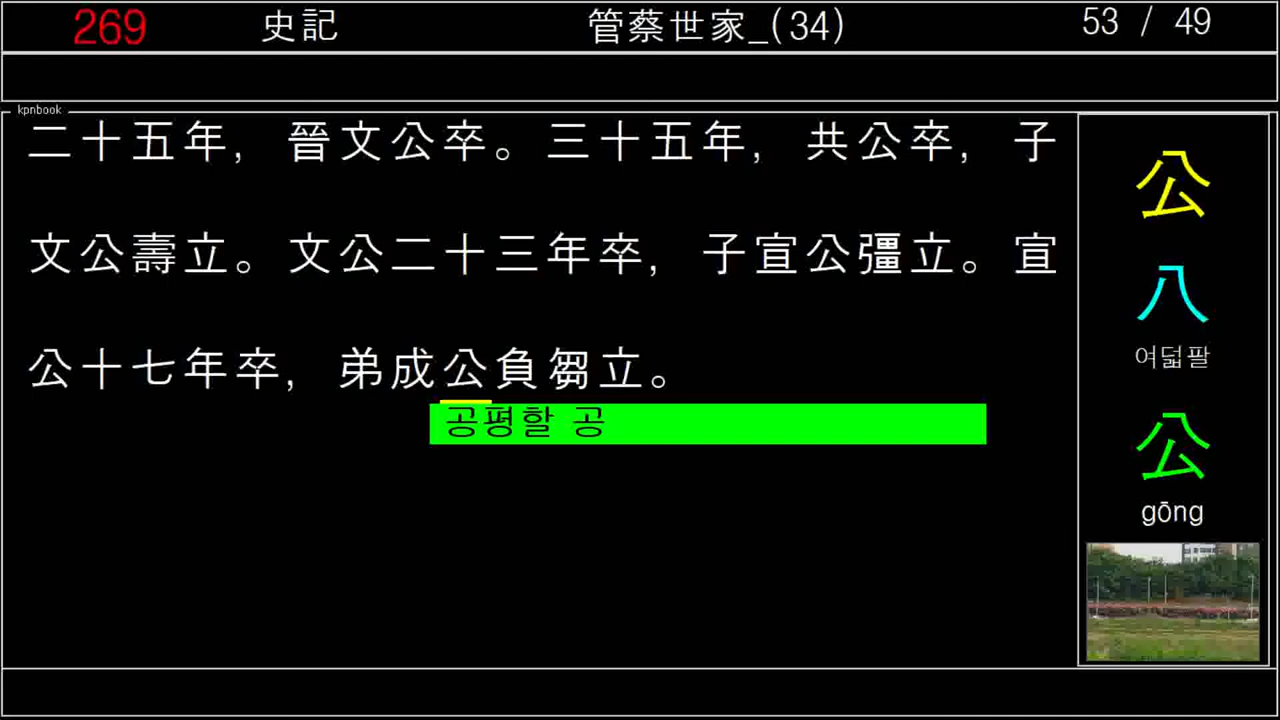 269 史記 管蔡世家_(34) 53 / 49
kpnbook
二十五年, 晉文公卒。三十五年, 共公卒, 子
文公壽立。文公二十三年卒, 子宣公彊立。宣
公十七年卒, 弟成公負芻立。
공평할 공
公
八
여덟팔
公
gōng